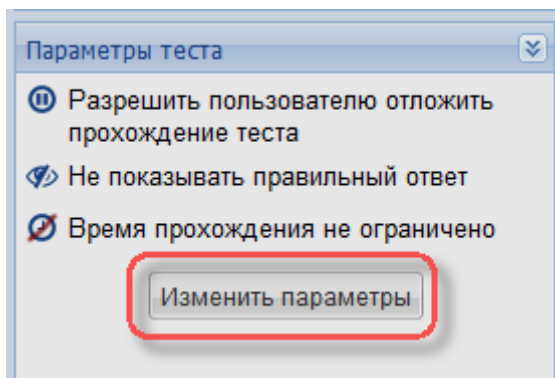 Параметры теста
Разрешить пользователю отложить
прохождение теста
Не показывать правильный ответ
Время прохождения не ограничено
Изменить параметры